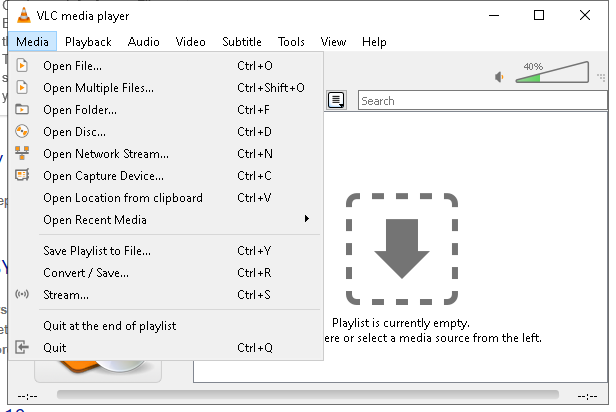 VLC media player
Media Playback Audio Video Subtitle Tools View Help
Open File... Ctrl+O
Open Multiple Files... Ctrl+Shift+O
Open Folder... Ctrl+F
Open Disc... Ctrl+D
Open Network Stream... Ctrl+N
Open Capture Device... Ctrl+C
Open Location from clipboard Ctrl+V
Open Recent Media
Save Playlist to File... Ctrl+Y
Convert / Save... Ctrl+R
Stream... Ctrl+S
Quit at the end of playlist
Quit Ctrl+Q
40%
Search
Playlist is currently empty.
ere or select a media source from the left.
--:-- --:--